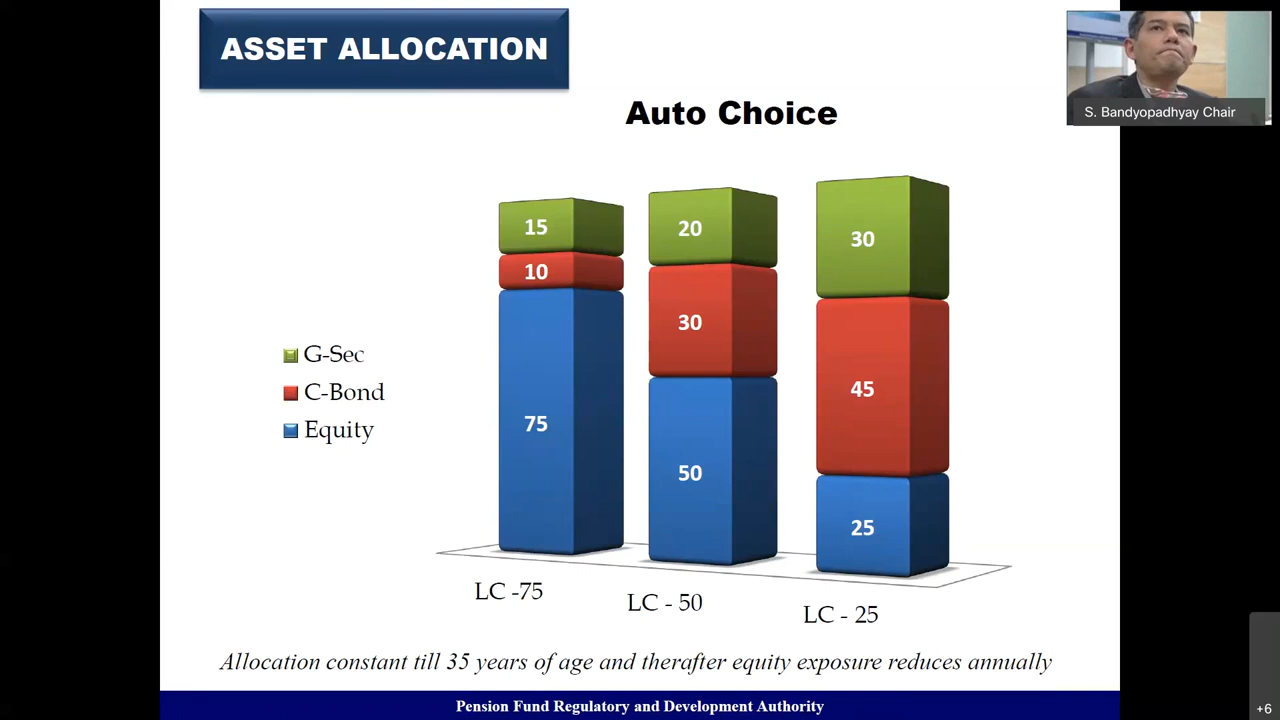 ASSET ALLOCATION
S. Bandyopadhyay Chair
Auto Choice
15
20
30
10
30
45
75
50
25
G-Sec
C-Bond
Equity
LC -75
LC - 50
LC - 25
Allocation constant till 35 years of age and therafter equity exposure reduces annually
Pension Fund Regulatory and Development Authority
+6